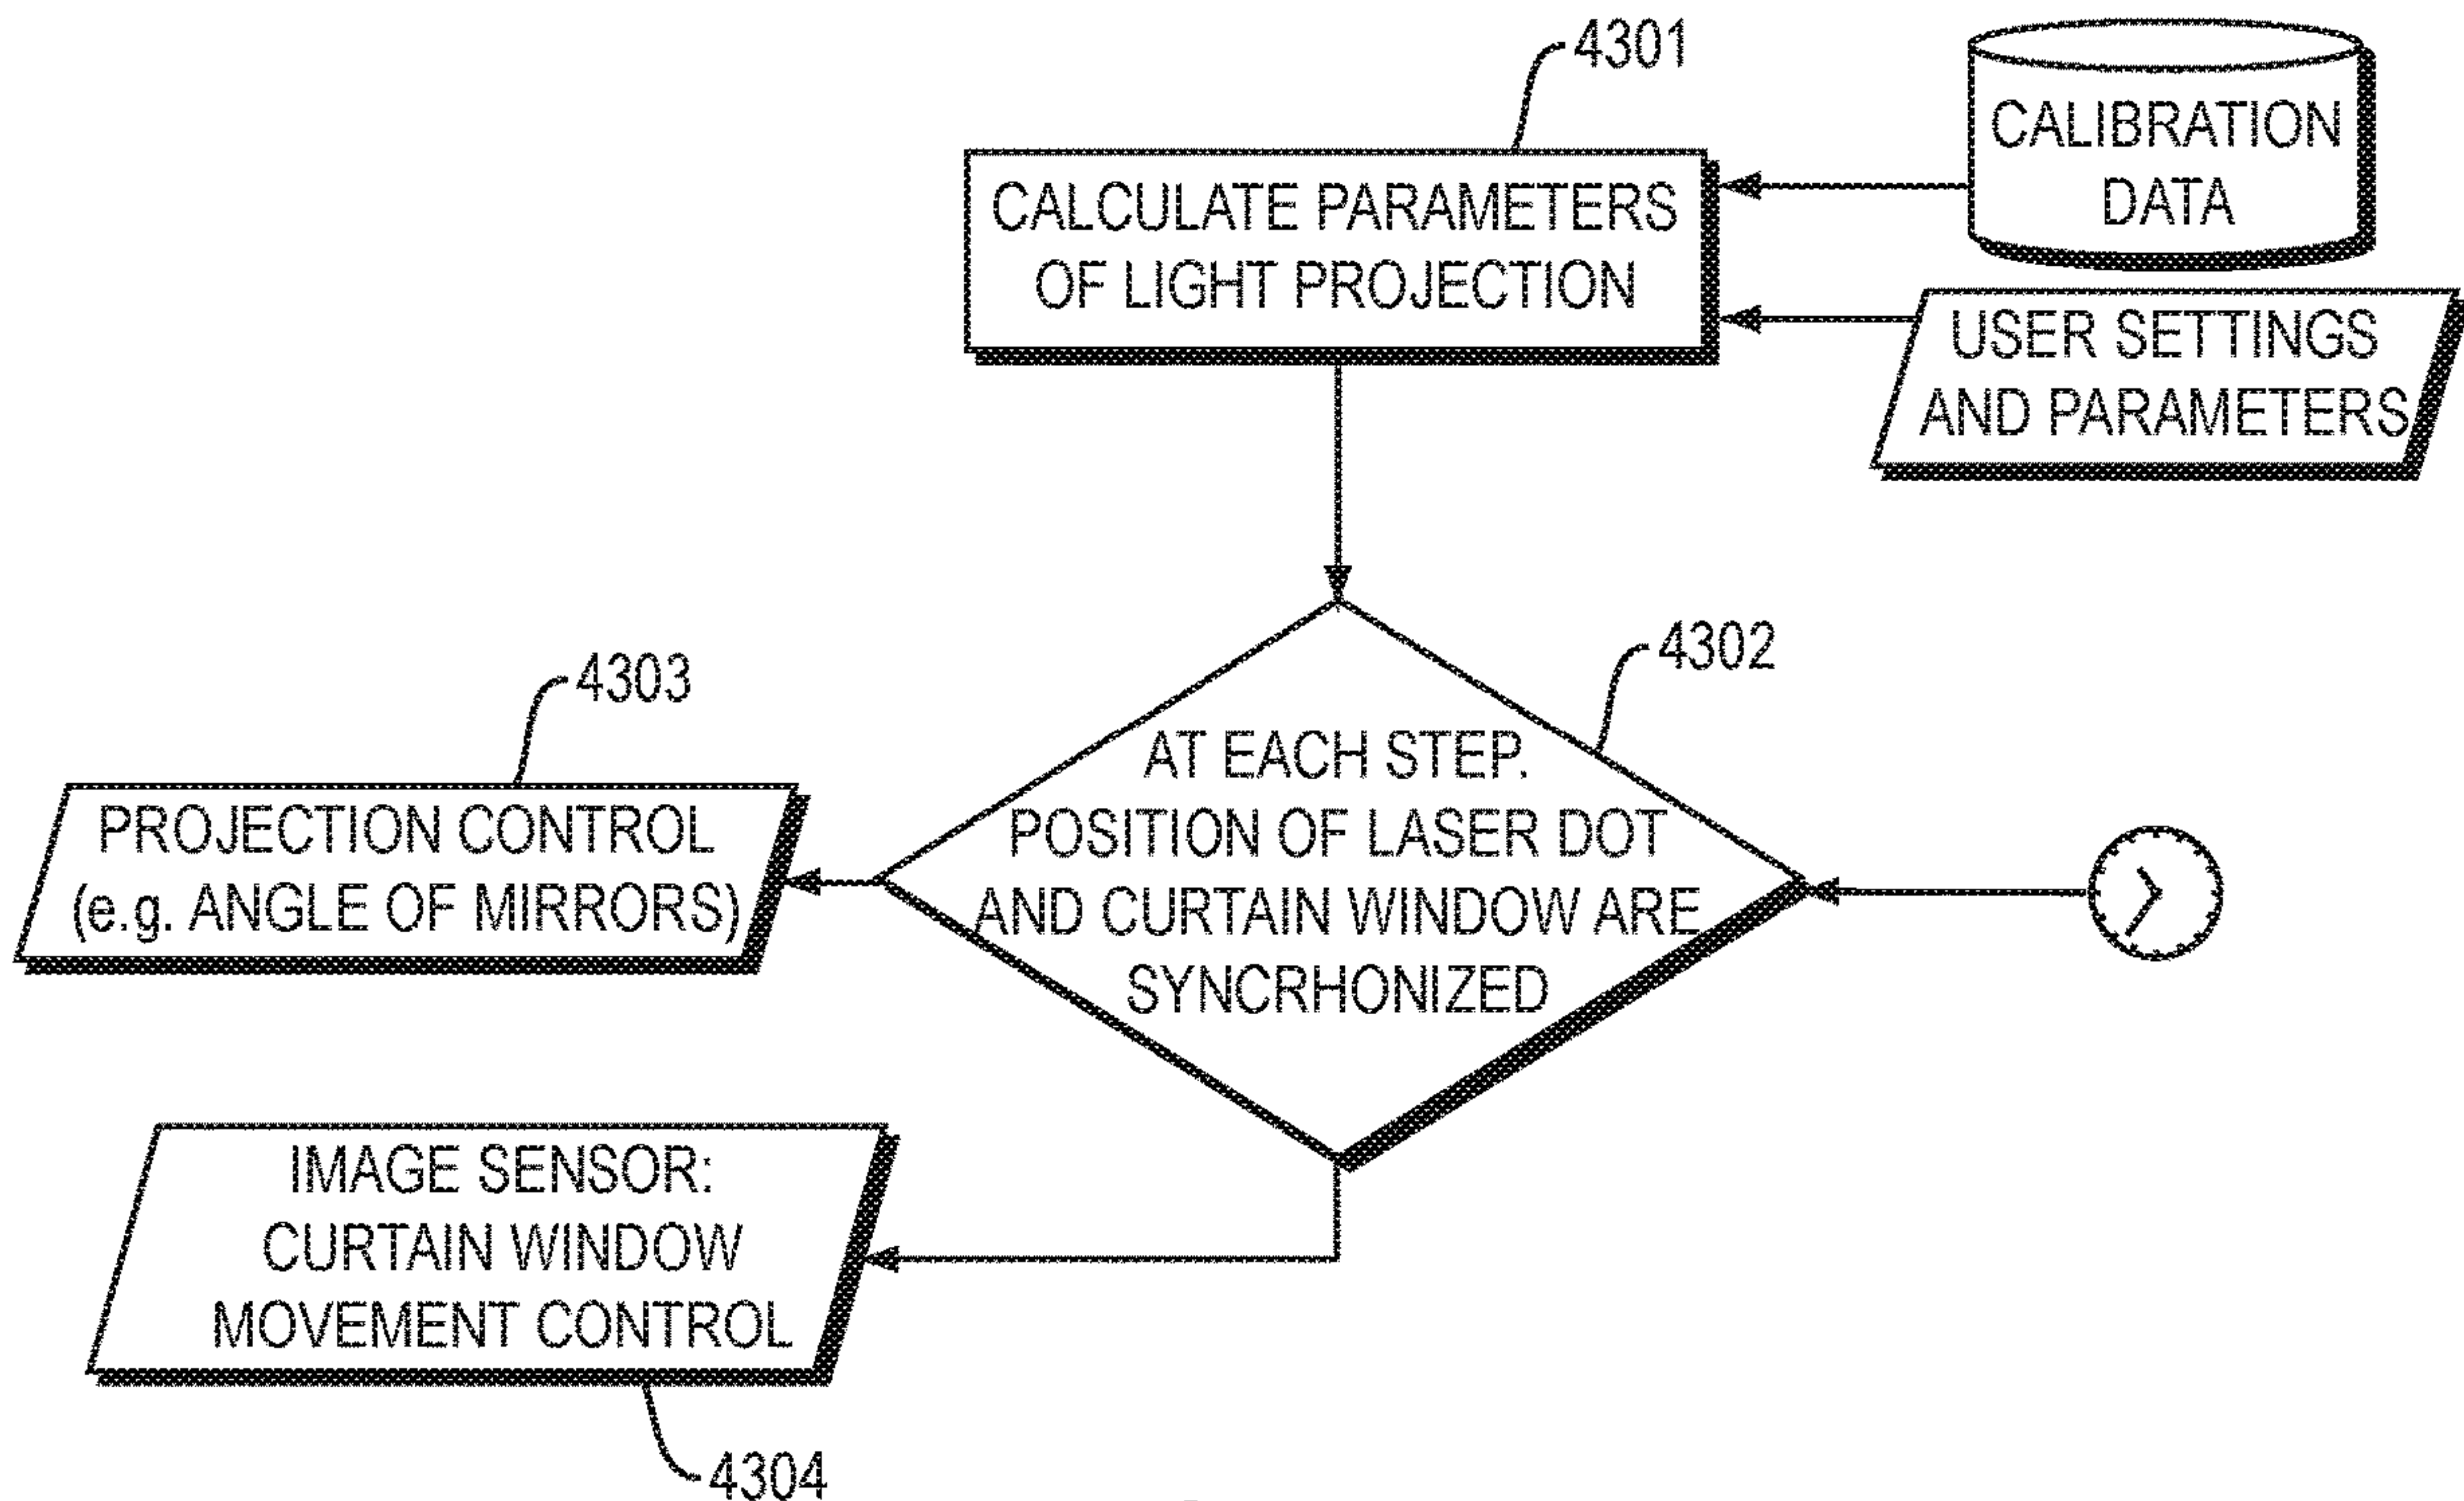 4301
CALIBRATION
DATA
CALCULATE PARAMETERS
OF LIGHT PROJECTION
USER SETTINGS
AND PARAMETERS
4302
4303
AT EACH STEP.
POSITION OF LASER DOT
AND CURTAIN WINDOW ARE
SYNCRHONIZED
PROJECTION CONTROL
(e.g. ANGLE OF MIRRORS)
IMAGE SENSOR:
CURTAIN WINDOW
MOVEMENT CONTROL
4304